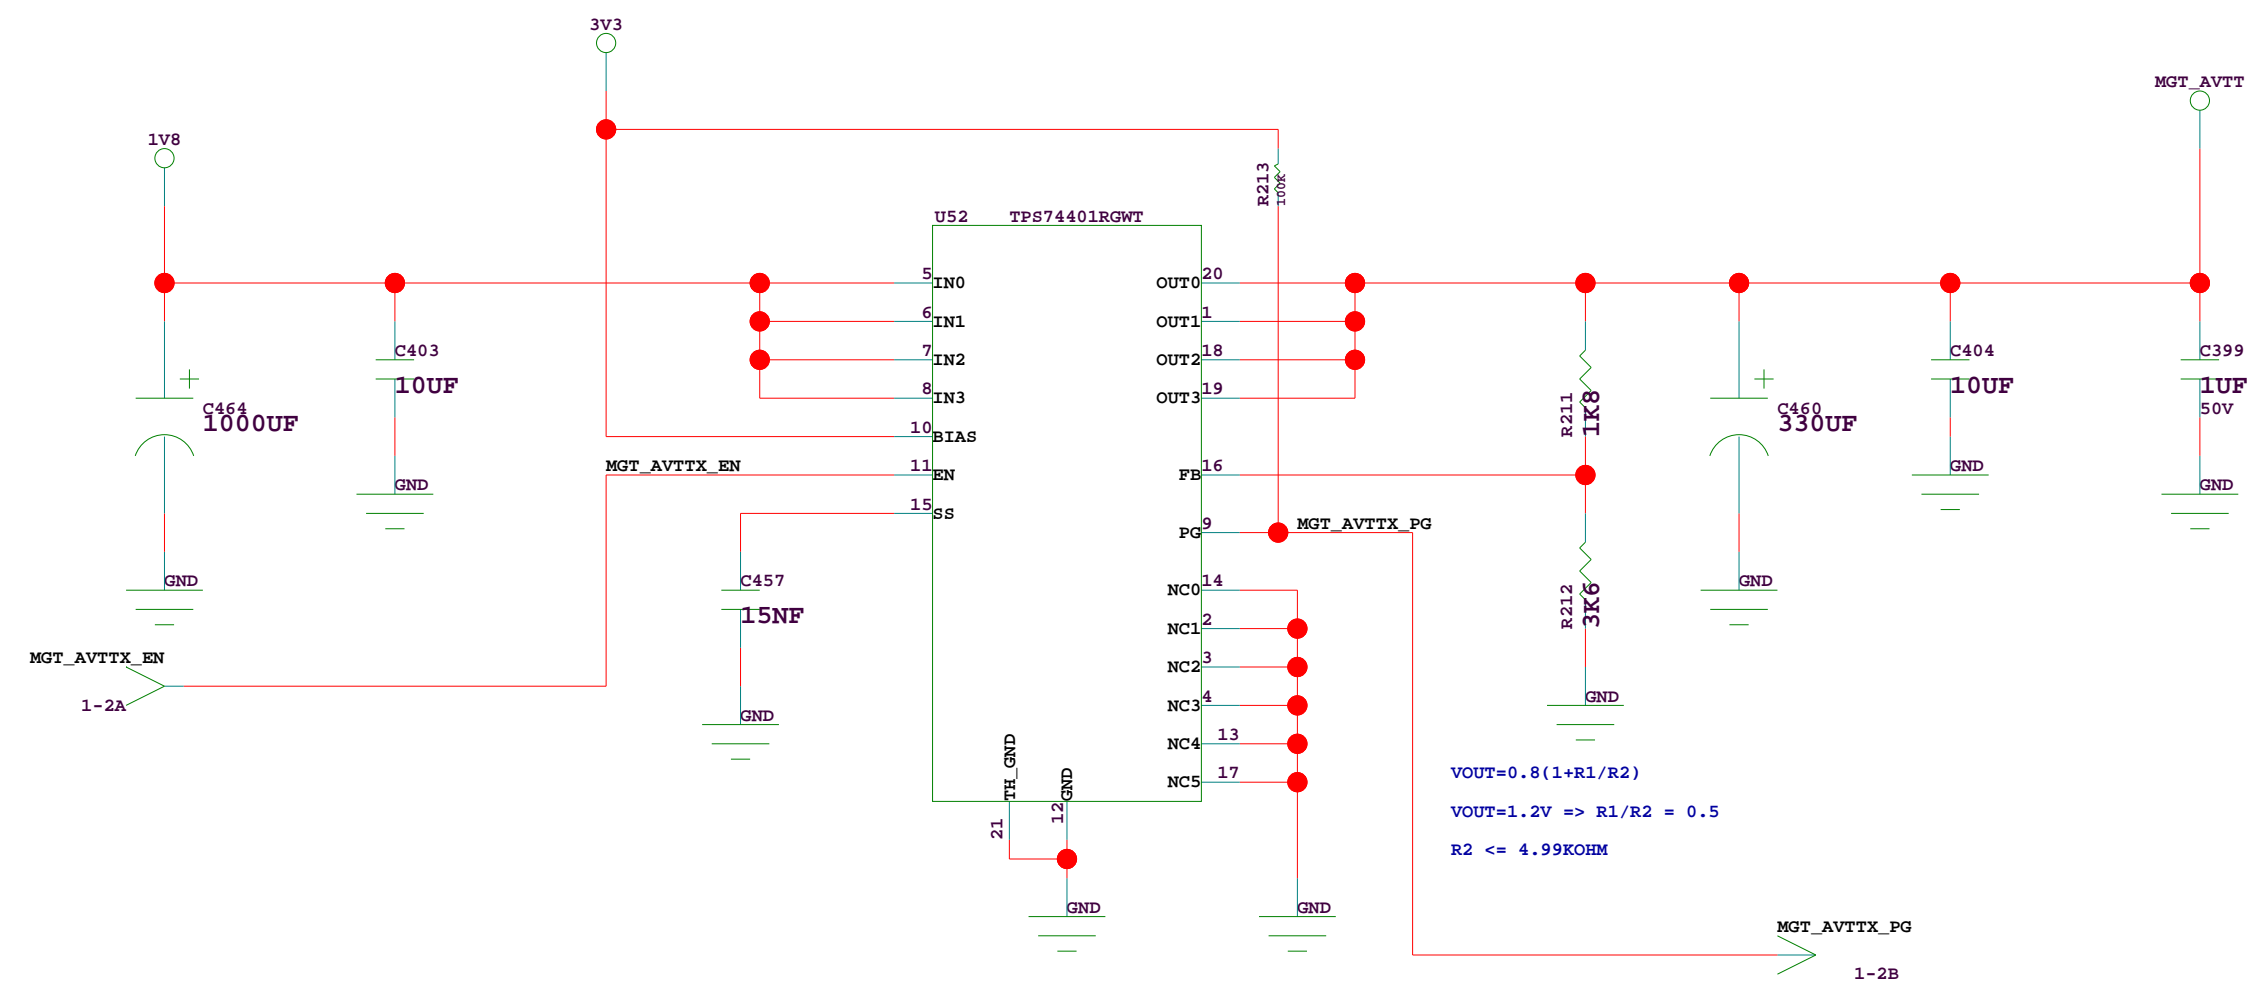 3V3
MGT_AVTT
1V8
R213
100K
U52 TPS74401RGWT
5 IN0
6 IN1
7 IN2
8 IN3
10 BIAS
11 EN
15 SS
OUT0 20
OUT1 1
OUT2 18
OUT3 19
FB 16
PG 9
NC0 14
NC1 2
NC2 3
NC3 4
NC4 13
NC5 17
TH_GND
21
GND
12
C464
1000UF
GND
C403
10UF
GND
MGT_AVTTX_EN
C457
15NF
GND
MGT_AVTTX_EN
1-2A
GND
GND
MGT_AVTTX_PG
R211
1K8
R212
3K6
GND
C460
330UF
GND
C404
10UF
GND
C399
1UF
50V
GND
VOUT=0.8(1+R1/R2)
VOUT=1.2V => R1/R2 = 0.5
R2 <= 4.99KOHM
MGT_AVTTX_PG
1-2B